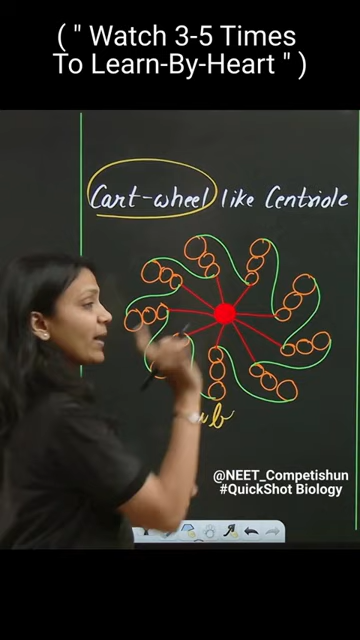 ( " Watch 3-5 Times
To Learn-By-Heart " )
Cart-wheel like Centriole
@NEET_Competishun
#QuickShot Biology